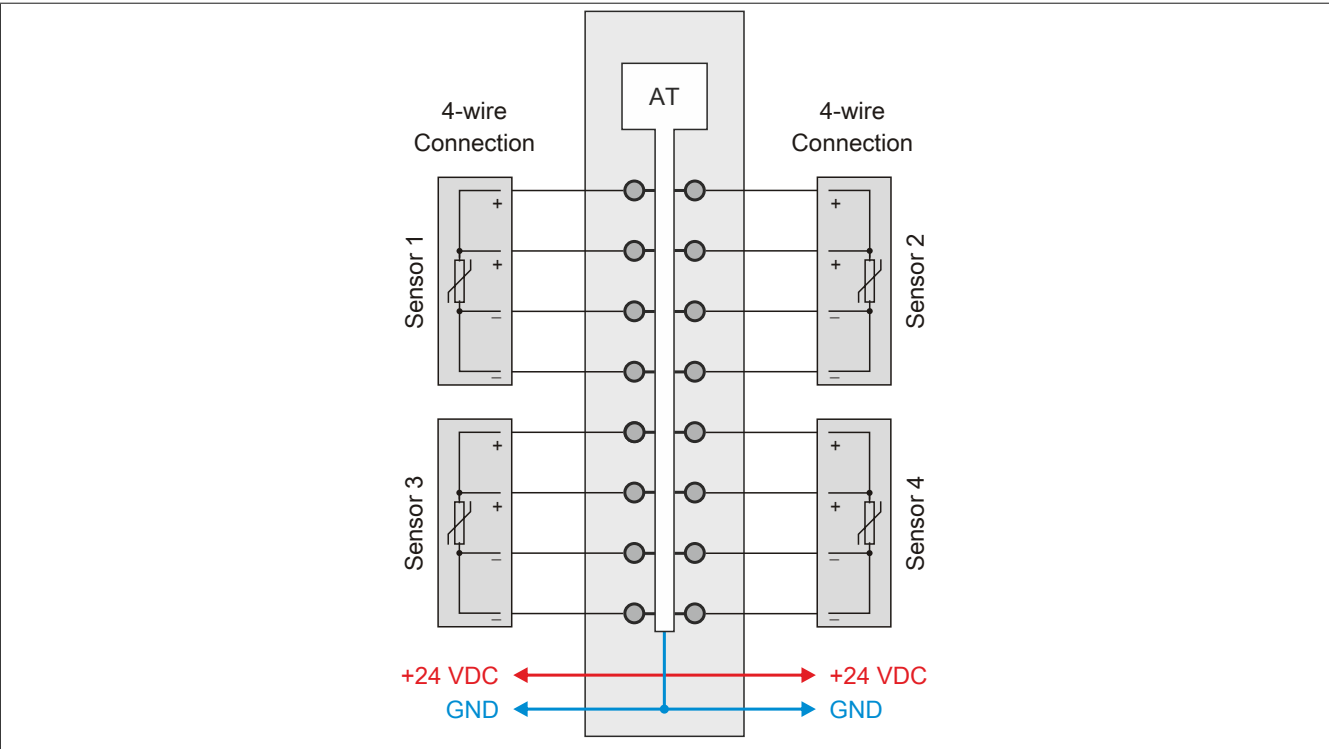 AT
4-wire
Connection
4-wire
Connection
Sensor 1
+
+
–
–
Sensor 2
+
+
–
–
Sensor 3
+
+
–
–
Sensor 4
+
+
–
–
+24 VDC
+24 VDC
GND
GND